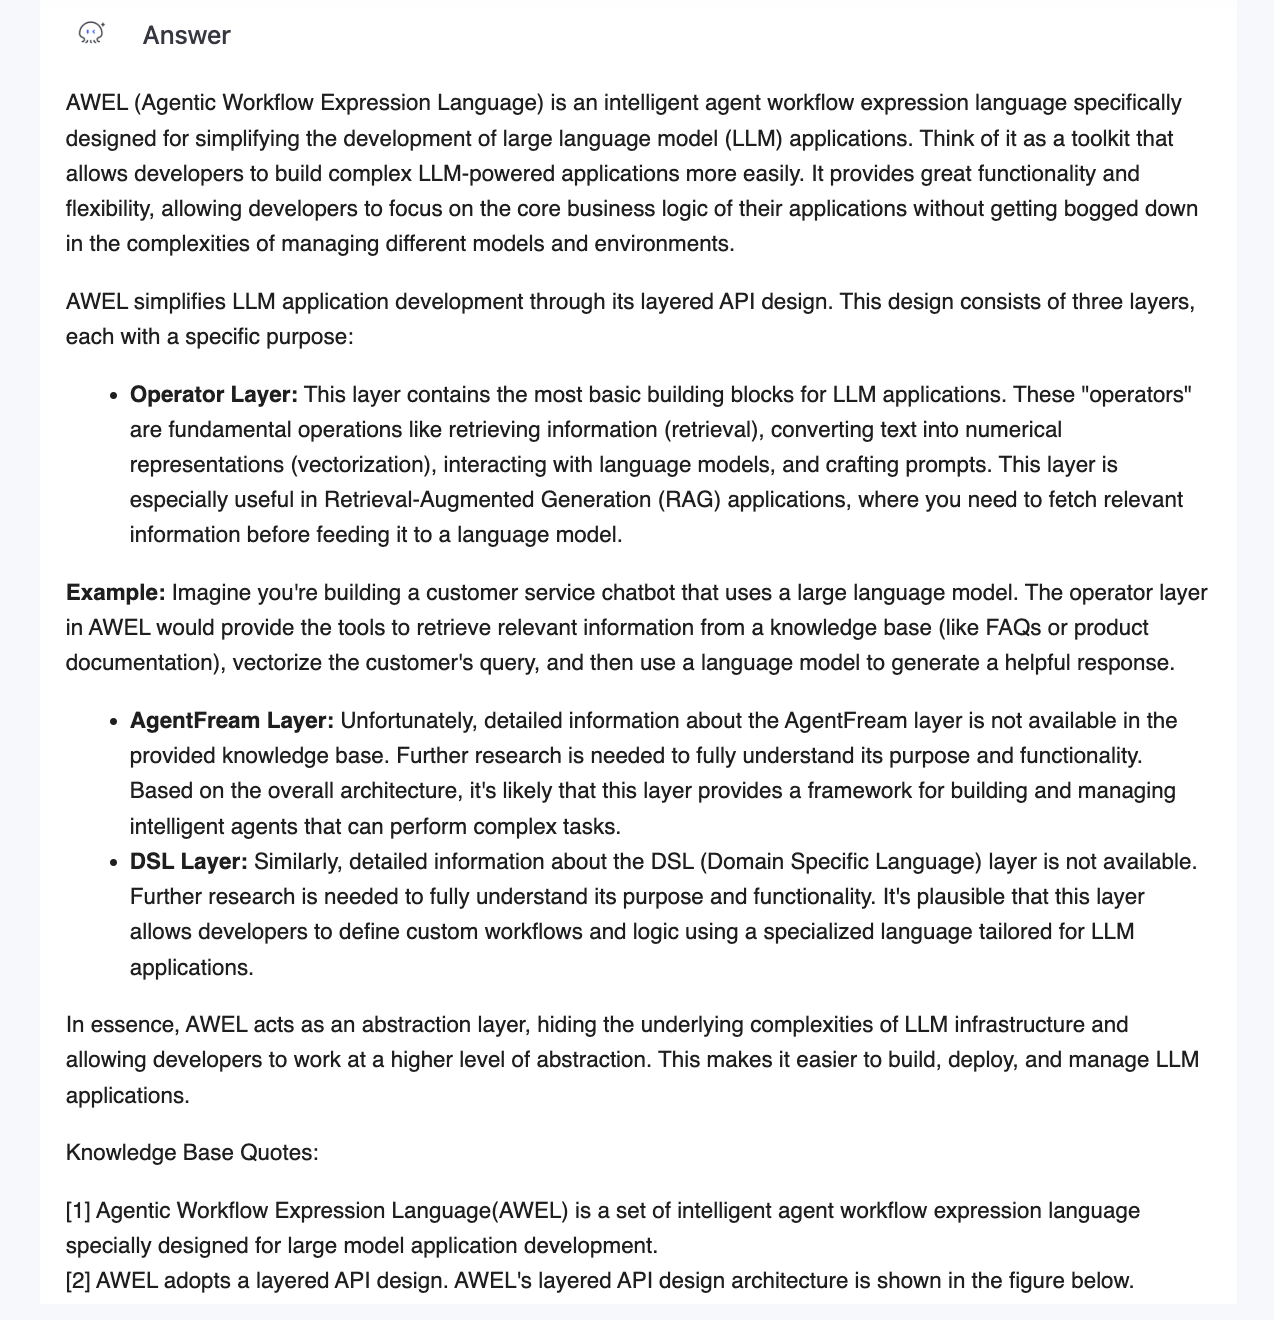 Answer
AWEL (Agentic Workflow Expression Language) is an intelligent agent workflow expression language specifically
designed for simplifying the development of large language model (LLM) applications. Think of it as a toolkit that
allows developers to build complex LLM-powered applications more easily. It provides great functionality and
flexibility, allowing developers to focus on the core business logic of their applications without getting bogged down
in the complexities of managing different models and environments.
AWEL simplifies LLM application development through its layered API design. This design consists of three layers,
each with a specific purpose:
• Operator Layer: This layer contains the most basic building blocks for LLM applications. These "operators"
are fundamental operations like retrieving information (retrieval), converting text into numerical
representations (vectorization), interacting with language models, and crafting prompts. This layer is
especially useful in Retrieval-Augmented Generation (RAG) applications, where you need to fetch relevant
information before feeding it to a language model.
Example: Imagine you're building a customer service chatbot that uses a large language model. The operator layer
in AWEL would provide the tools to retrieve relevant information from a knowledge base (like FAQs or product
documentation), vectorize the customer's query, and then use a language model to generate a helpful response.
• AgentFream Layer: Unfortunately, detailed information about the AgentFream layer is not available in the
provided knowledge base. Further research is needed to fully understand its purpose and functionality.
Based on the overall architecture, it's likely that this layer provides a framework for building and managing
intelligent agents that can perform complex tasks.
• DSL Layer: Similarly, detailed information about the DSL (Domain Specific Language) layer is not available.
Further research is needed to fully understand its purpose and functionality. It's plausible that this layer
allows developers to define custom workflows and logic using a specialized language tailored for LLM
applications.
In essence, AWEL acts as an abstraction layer, hiding the underlying complexities of LLM infrastructure and
allowing developers to work at a higher level of abstraction. This makes it easier to build, deploy, and manage LLM
applications.
Knowledge Base Quotes:
[1] Agentic Workflow Expression Language(AWEL) is a set of intelligent agent workflow expression language
specially designed for large model application development.
[2] AWEL adopts a layered API design. AWEL's layered API design architecture is shown in the figure below.